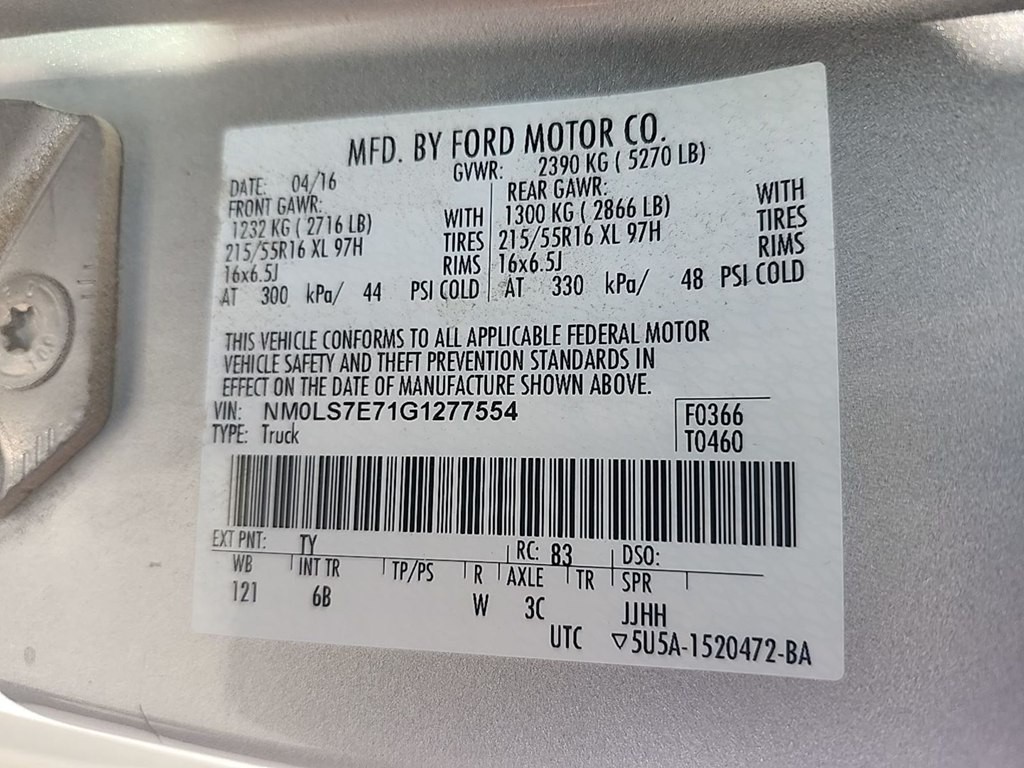 MFD. BY FORD MOTOR CO.
DATE: 04/16 GVWR: 2390 KG ( 5270 LB)
FRONT GAWR: REAR GAWR:
1232 KG ( 2716 LB) WITH 1300 KG ( 2866 LB) WITH
215/55R16 XL 97H TIRES 215/55R16 XL 97H TIRES
16x6.5J RIMS 16x6.5J RIMS
AT 300 kPa/ 44 PSI COLD AT 330 kPa/ 48 PSI COLD
THIS VEHICLE CONFORMS TO ALL APPLICABLE FEDERAL MOTOR
VEHICLE SAFETY AND THEFT PREVENTION STANDARDS IN
EFFECT ON THE DATE OF MANUFACTURE SHOWN ABOVE.
VIN: NM0LS7E71G1277554 F0366
TYPE: Truck T0460
EXT PNT: TY RC: 83 DSO:
WB INT TR TP/PS R AXLE TR SPR
121 6B W 3C JJHH
UTC ▽5U5A-1520472-BA